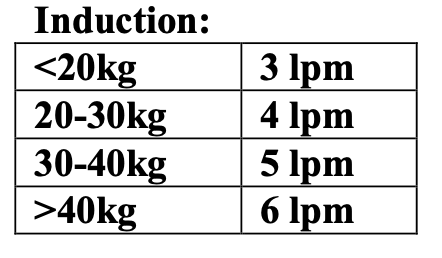 Induction:
<20kg 3 lpm
20-30kg 4 lpm
30-40kg 5 lpm
>40kg 6 lpm